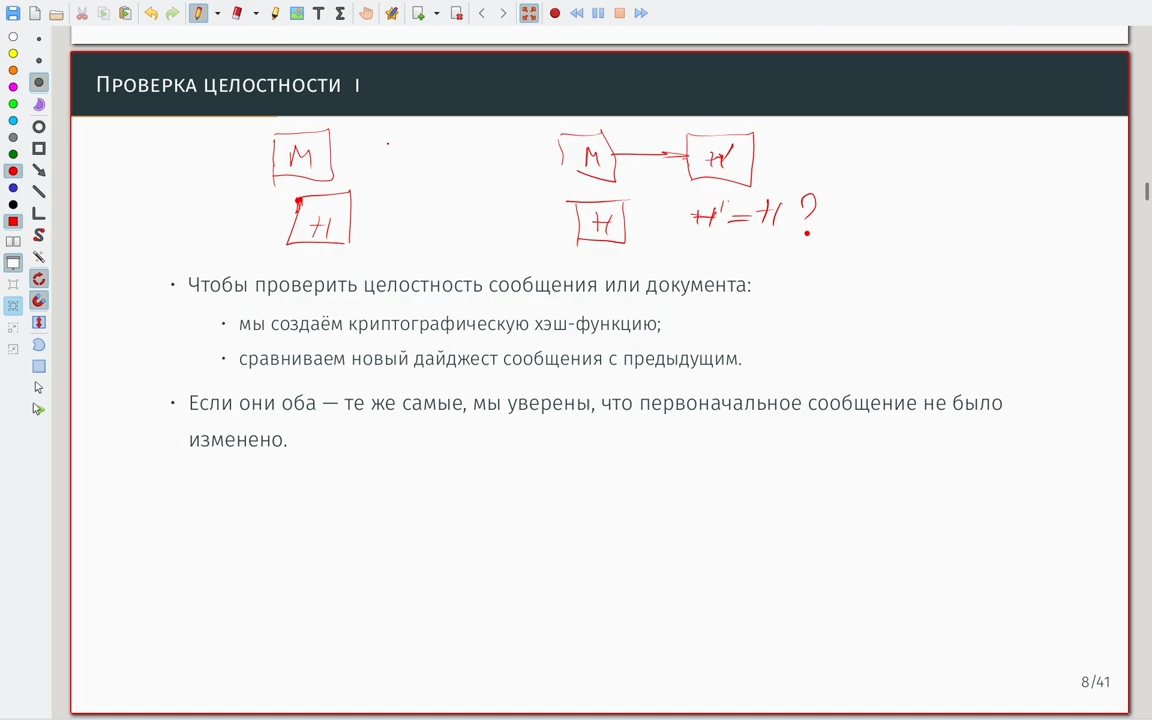 Проверка целостности I
M M H'
H H H' = H ?
• Чтобы проверить целостность сообщения или документа:
• мы создаём криптографическую хэш-функцию;
• сравниваем новый дайджест сообщения с предыдущим.
• Если они оба — те же самые, мы уверены, что первоначальное сообщение не было
изменено.
8/41